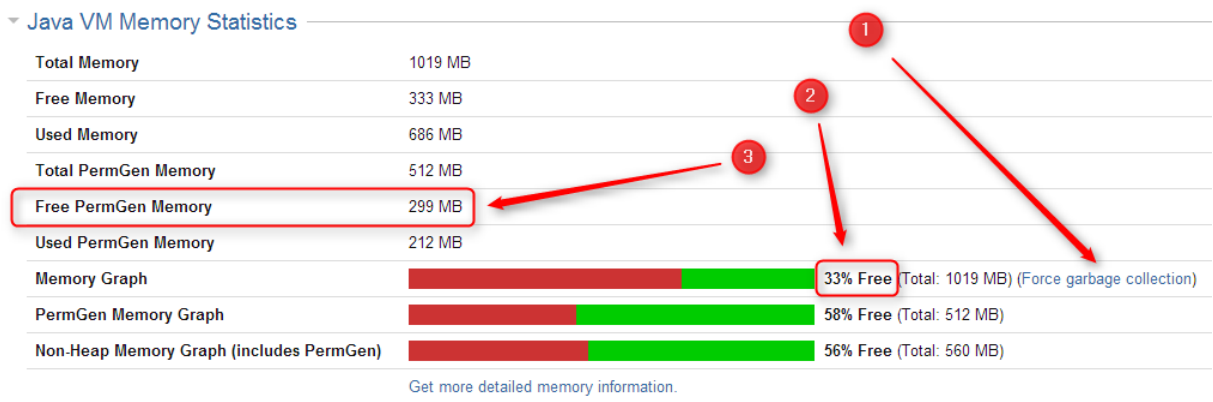 Java VM Memory Statistics
1
Total Memory 1019 MB
Free Memory 333 MB
2
Used Memory 686 MB
3
Total PermGen Memory 512 MB
Free PermGen Memory 299 MB
Used PermGen Memory 212 MB
Memory Graph 33% Free (Total: 1019 MB) (Force garbage collection)
PermGen Memory Graph 58% Free (Total: 512 MB)
Non-Heap Memory Graph (includes PermGen) 56% Free (Total: 560 MB)
Get more detailed memory information.